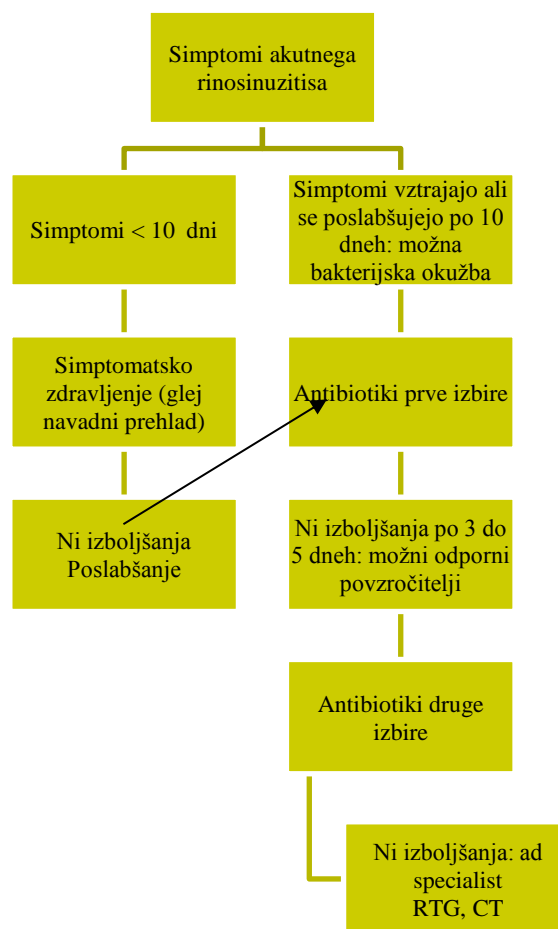 Simptomi akutnega
rinosinuzitisa
Simptomi < 10 dni
Simptomi vztrajajo ali
se poslabšujejo po 10
dneh: možna
bakterijska okužba
Simptomatsko
zdravljenje (glej
navadni prehlad)
Antibiotiki prve izbire
Ni izboljšanja
Poslabšanje
Ni izboljšanja po 3 do
5 dneh: možni odporni
povzročitelji
Antibiotiki druge
izbire
Ni izboljšanja: ad
specialist
RTG, CT